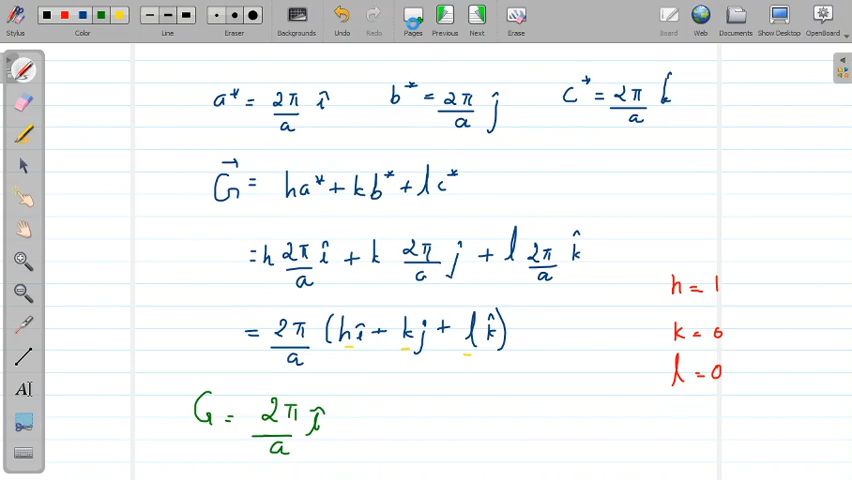 Stylus Color Line Eraser Backgrounds Undo Redo Pages Previous Next Erase Board Web Documents Show Desktop OpenBoard
a* = 2π/a î b* = 2π/a ĵ c* = 2π/a k̂
G⃗ = ha* + kb* + lc*
= h 2π/a î + k 2π/a ĵ + l 2π/a k̂
h = 1
= 2π/a (hî + kj + lk̂)
k = 0
l = 0
G = 2π/a î